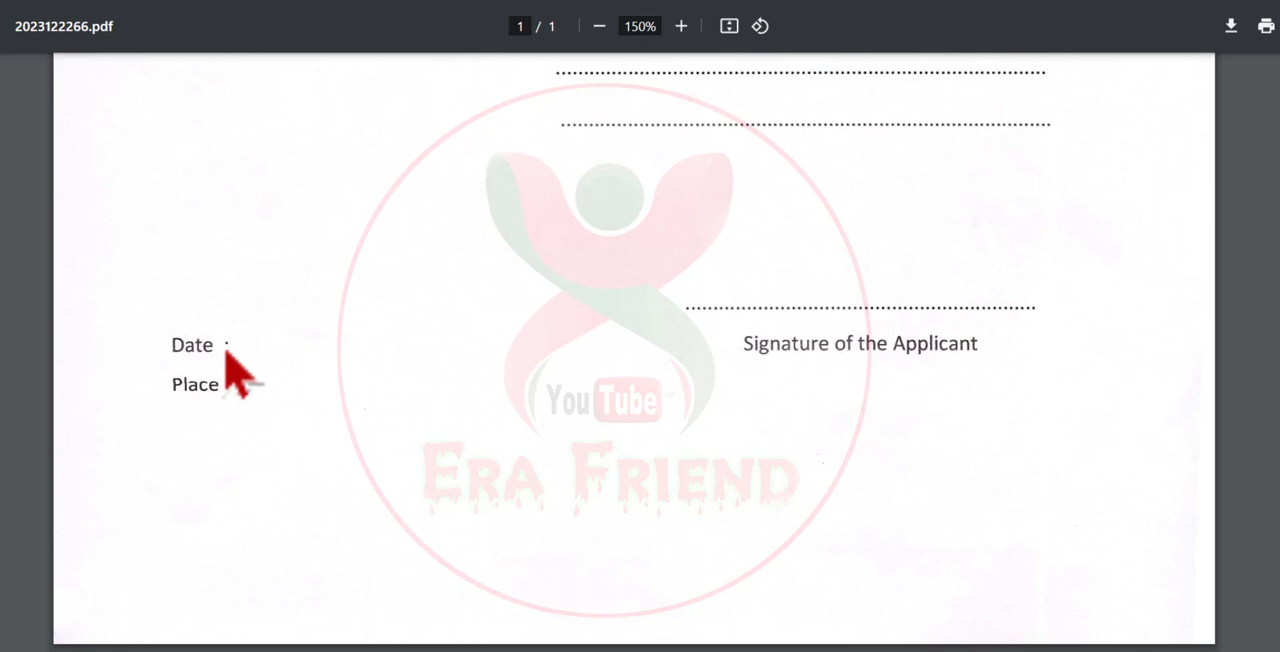 2023122266.pdf 1 / 1 150%
Date :
Signature of the Applicant
Place
YouTube
ERA FRIEND